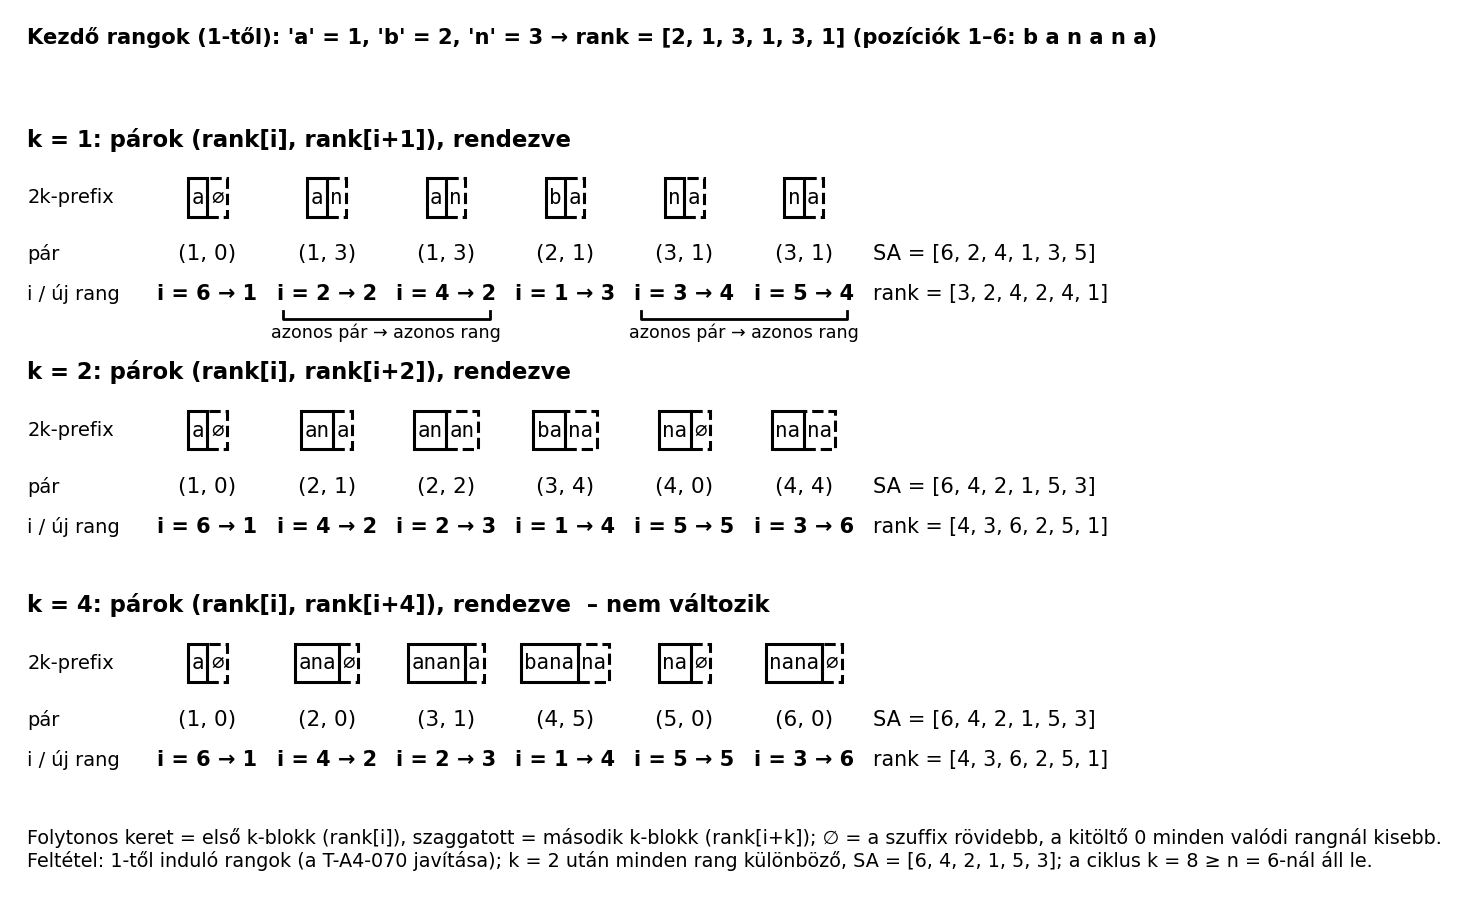 Kezdő rangok (1-től): 'a' = 1, 'b' = 2, 'n' = 3 → rank = [2, 1, 3, 1, 3, 1] (pozíciók 1–6: b a n a n a)
k = 1: párok (rank[i], rank[i+1]), rendezve
2k-prefix a ∅ a n a n b a n a n a
pár (1, 0) (1, 3) (1, 3) (2, 1) (3, 1) (3, 1) SA = [6, 2, 4, 1, 3, 5]
i / új rang i = 6 → 1 i = 2 → 2 i = 4 → 2 i = 1 → 3 i = 3 → 4 i = 5 → 4 rank = [3, 2, 4, 2, 4, 1]
azonos pár → azonos rang azonos pár → azonos rang
k = 2: párok (rank[i], rank[i+2]), rendezve
2k-prefix a ∅ an a an an ba na na ∅ na na
pár (1, 0) (2, 1) (2, 2) (3, 4) (4, 0) (4, 4) SA = [6, 4, 2, 1, 5, 3]
i / új rang i = 6 → 1 i = 4 → 2 i = 2 → 3 i = 1 → 4 i = 5 → 5 i = 3 → 6 rank = [4, 3, 6, 2, 5, 1]
k = 4: párok (rank[i], rank[i+4]), rendezve – nem változik
2k-prefix a ∅ ana ∅ anan a bana na na ∅ nana ∅
pár (1, 0) (2, 0) (3, 1) (4, 5) (5, 0) (6, 0) SA = [6, 4, 2, 1, 5, 3]
i / új rang i = 6 → 1 i = 4 → 2 i = 2 → 3 i = 1 → 4 i = 5 → 5 i = 3 → 6 rank = [4, 3, 6, 2, 5, 1]
Folytonos keret = első k-blokk (rank[i]), szaggatott = második k-blokk (rank[i+k]); ∅ = a szuffix rövidebb, a kitöltő 0 minden valódi rangnál kisebb.
Feltétel: 1-től induló rangok (a T-A4-070 javítása); k = 2 után minden rang különböző, SA = [6, 4, 2, 1, 5, 3]; a ciklus k = 8 ≥ n = 6-nál áll le.